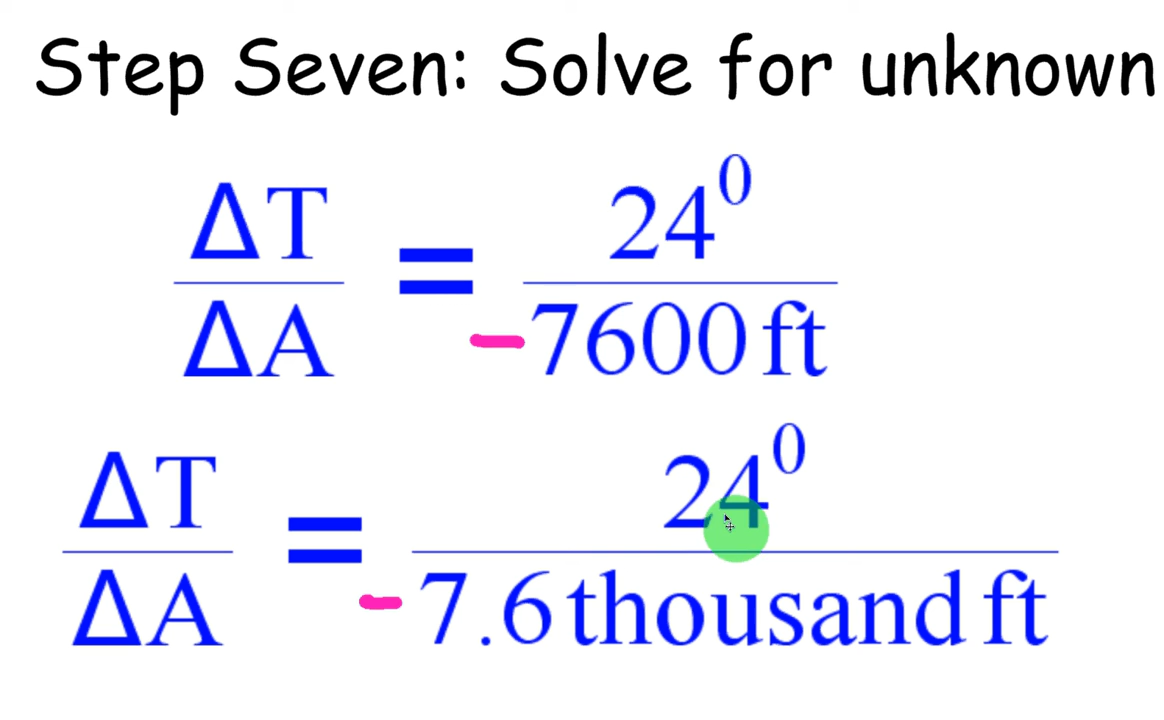 Step Seven: Solve for unknown
ΔT
ΔA
=
24⁰
-7600 ft
ΔT
ΔA
=
24⁰
-7.6 thousand ft